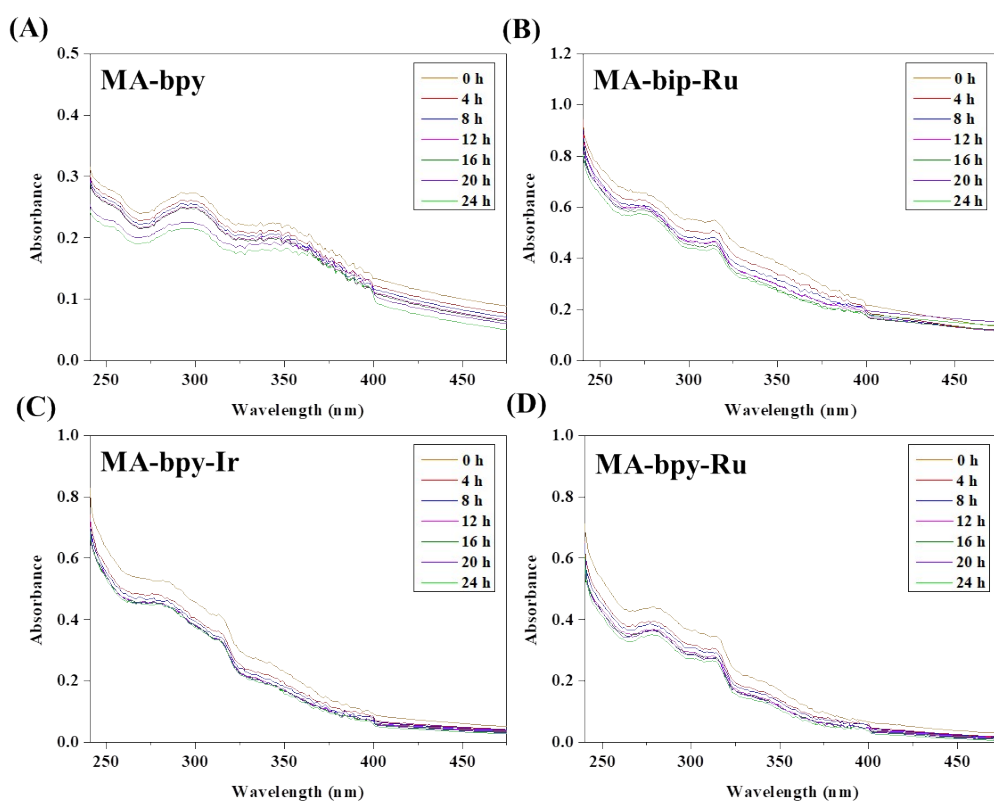 (A)
MA-bpy
0.5
0.4
0.3
0.2
0.1
0.0
Absorbance
250 300 350 400 450
Wavelength (nm)
0 h
4 h
8 h
12 h
16 h
20 h
24 h
(B)
MA-bip-Ru
1.2
1.0
0.8
0.6
0.4
0.2
0.0
Absorbance
250 300 350 400 450
Wavelength (nm)
0 h
4 h
8 h
12 h
16 h
20 h
24 h
(C)
MA-bpy-Ir
1.0
0.8
0.6
0.4
0.2
0.0
Absorbance
250 300 350 400 450
Wavelength (nm)
0 h
4 h
8 h
12 h
16 h
20 h
24 h
(D)
MA-bpy-Ru
1.0
0.8
0.6
0.4
0.2
0.0
Absorbance
250 300 350 400 450
Wavelength (nm)
0 h
4 h
8 h
12 h
16 h
20 h
24 h